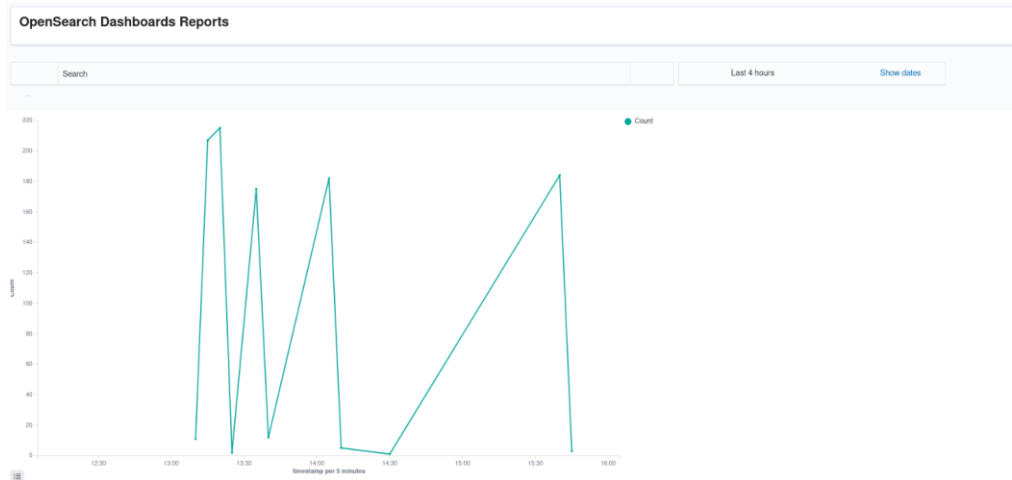 OpenSearch Dashboards Reports
Search
Last 4 hours
Show dates
220
200
180
160
140
120
100
80
60
40
20
0
Count
Count
12:30 13:00 13:30 14:00 14:30 15:00 15:30 16:00
timestamp per 5 minutes